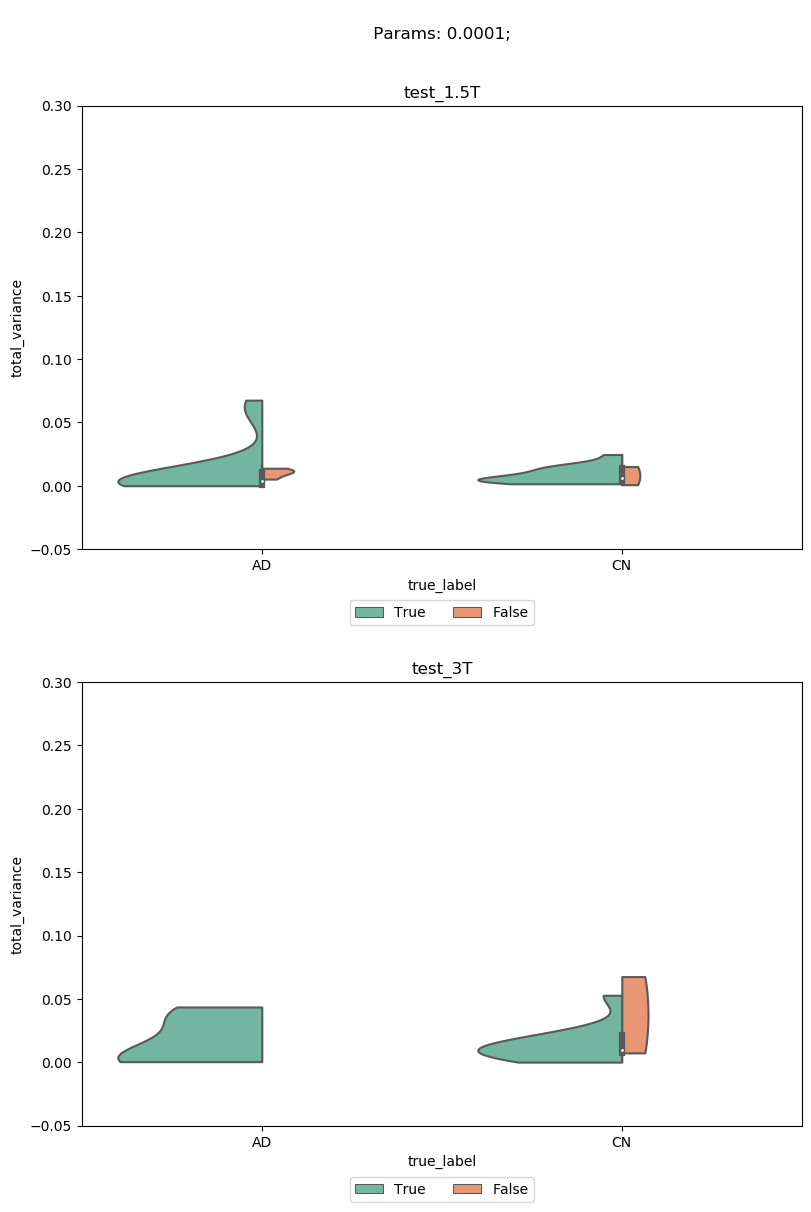 Params: 0.0001;
test_1.5T
0.30
0.25
0.20
0.15
0.10
0.05
0.00
−0.05
total_variance
AD CN
true_label
True False
test_3T
0.30
0.25
0.20
0.15
0.10
0.05
0.00
−0.05
total_variance
AD CN
true_label
True False